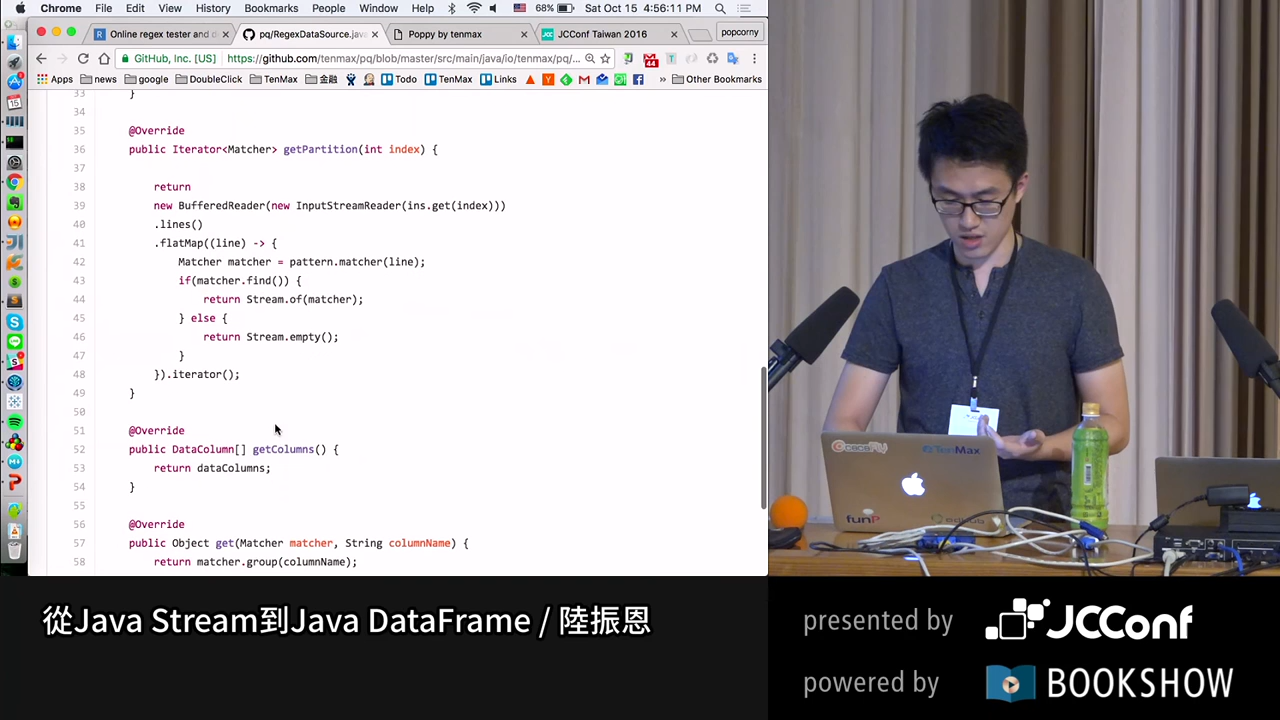 Chrome File Edit View History Bookmarks People Window Help 68% Sat Oct 15 4:56:11 PM
Online regex tester and d
pq/RegexDataSource.java
Poppy by tenmax
JCConf Taiwan 2016
popcorny
GitHub, Inc. [US] https://github.com/tenmax/pq/blob/master/src/main/java/io/tenmax/pq/...
44
Apps news google DoubleClick TenMax 金融 Todo TenMax Links » Other Bookmarks
33 }
34
35 @Override
36 public Iterator<Matcher> getPartition(int index) {
37
38 return
39 new BufferedReader(new InputStreamReader(ins.get(index)))
40 .lines()
41 .flatMap((line) -> {
42 Matcher matcher = pattern.matcher(line);
43 if(matcher.find()) {
44 return Stream.of(matcher);
45 } else {
46 return Stream.empty();
47 }
48 }).iterator();
49 }
50
51 @Override
52 public DataColumn[] getColumns() {
53 return dataColumns;
54 }
55
56 @Override
57 public Object get(Matcher matcher, String columnName) {
58 return matcher.group(columnName);
TenMax
funP
從Java Stream到Java DataFrame / 陸振恩
presented by JCConf
powered by BOOKSHOW